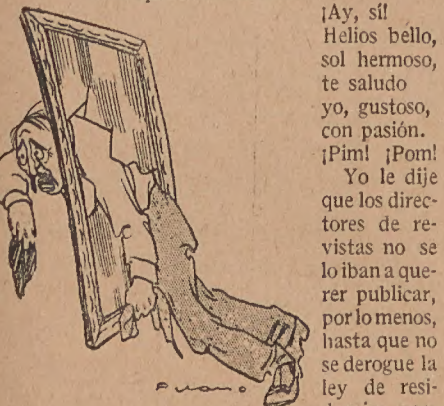 ¡Ay, sí!
Helios bello,
sol hermoso,
te saludo
yo, gustoso,
con pasión.
¡Pim! ¡Pom!
Yo le dije
que los direc-
tores de re-
vistas no se
lo iban a que-
rer publicar,
por lo menos,
hasta que no
se derogue la
ley de resi-